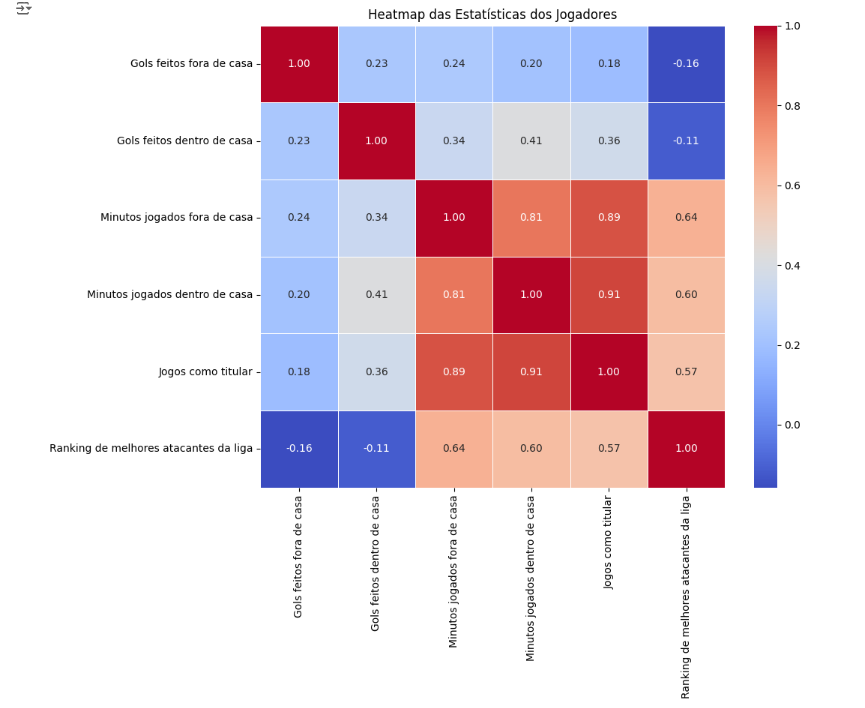 Heatmap das Estatísticas dos Jogadores
Gols feitos fora de casa 1.00 0.23 0.24 0.20 0.18 -0.16
Gols feitos dentro de casa 0.23 1.00 0.34 0.41 0.36 -0.11
Minutos jogados fora de casa 0.24 0.34 1.00 0.81 0.89 0.64
Minutos jogados dentro de casa 0.20 0.41 0.81 1.00 0.91 0.60
Jogos como titular 0.18 0.36 0.89 0.91 1.00 0.57
Ranking de melhores atacantes da liga -0.16 -0.11 0.64 0.60 0.57 1.00
Gols feitos fora de casa
Gols feitos dentro de casa
Minutos jogados fora de casa
Minutos jogados dentro de casa
Jogos como titular
Ranking de melhores atacantes da liga
1.0
0.8
0.6
0.4
0.2
0.0